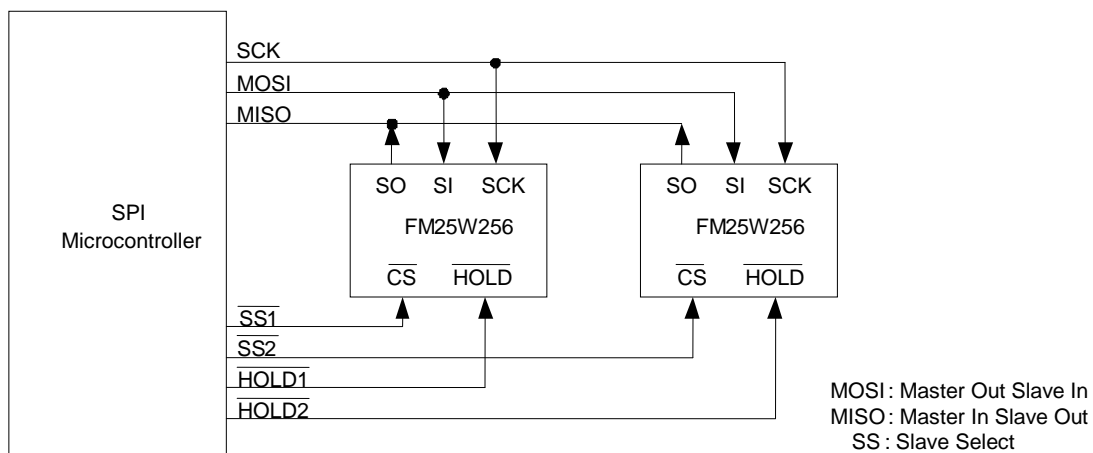 SCK
MOSI
MISO
SO SI SCK
SO SI SCK
SPI
Microcontroller
FM25W256
FM25W256
CS HOLD
CS HOLD
SS1
SS2
HOLD1
HOLD2
MOSI : Master Out Slave In
MISO : Master In Slave Out
SS : Slave Select